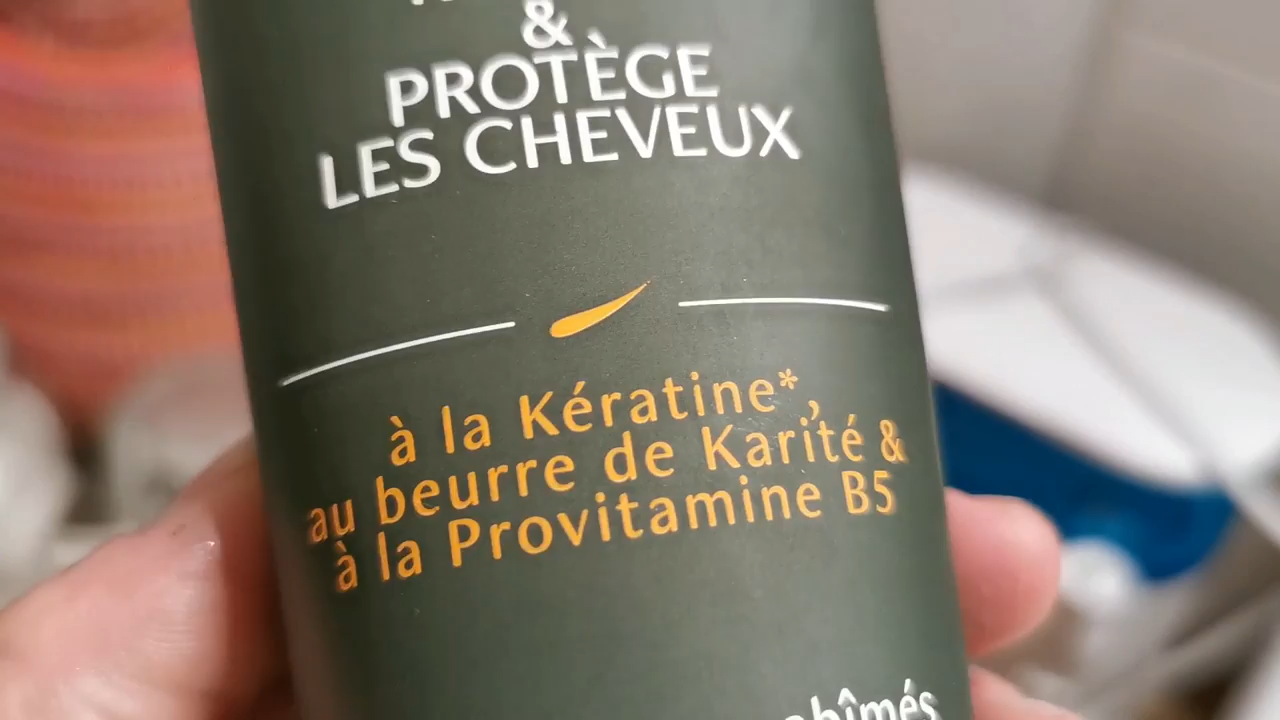 &
PROTÈGE
LES CHEVEUX
à la Kératine*,
au beurre de Karité &
à la Provitamine B5